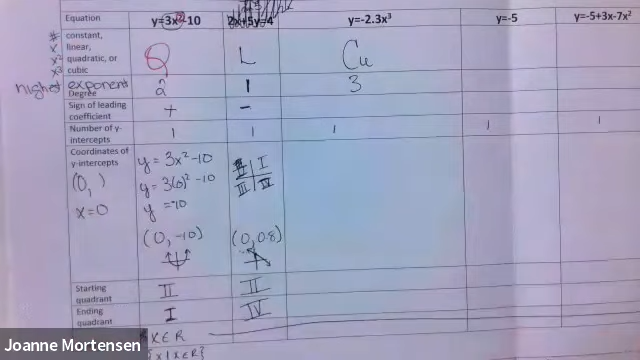 Equation y=3x²-10 2x+5y=4 y=-2.3x³ y=-5 y=-5+3x-7x²
# constant,
x linear,
x² quadratic, or
x³ cubic
Q L Cu
highest exponent
Degree
2 1 3
Sign of leading
coefficient
+ -
Number of y-
intercepts
1 1 1 1 1
Coordinates of
y-intercepts
(0, )
x=0
y=3x²-10
y=3(0)²-10
y=-10
(0,-10)
II I
III IV
(0,0.8)
Starting
quadrant
II II
Ending
quadrant
I IV
x∈R
{x|x∈R}
Joanne Mortensen